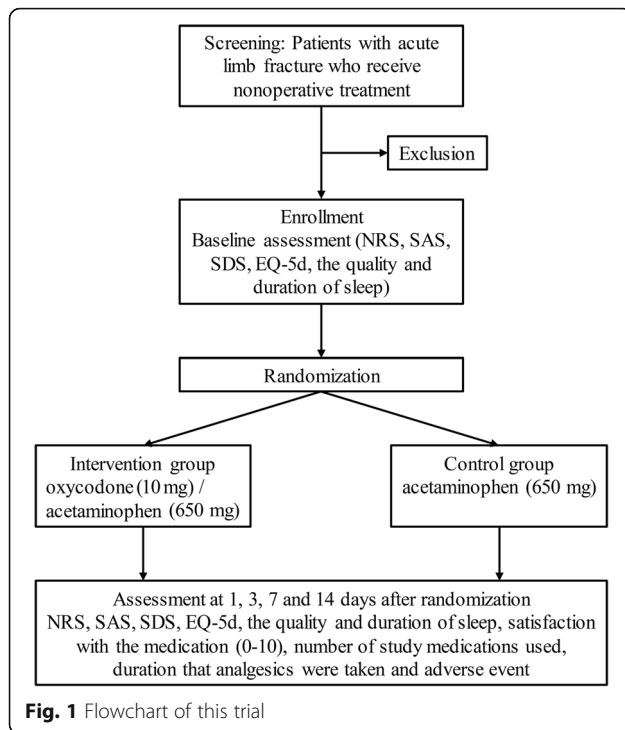 Screening: Patients with acute
limb fracture who receive
nonoperative treatment
Exclusion
Enrollment
Baseline assessment (NRS, SAS,
SDS, EQ-5d, the quality and
duration of sleep)
Randomization
Intervention group
oxycodone (10 mg) /
acetaminophen (650 mg)
Control group
acetaminophen (650 mg)
Assessment at 1, 3, 7 and 14 days after randomization
NRS, SAS, SDS, EQ-5d, the quality and duration of sleep, satisfaction
with the medication (0-10), number of study medications used,
duration that analgesics were taken and adverse event
Fig. 1 Flowchart of this trial